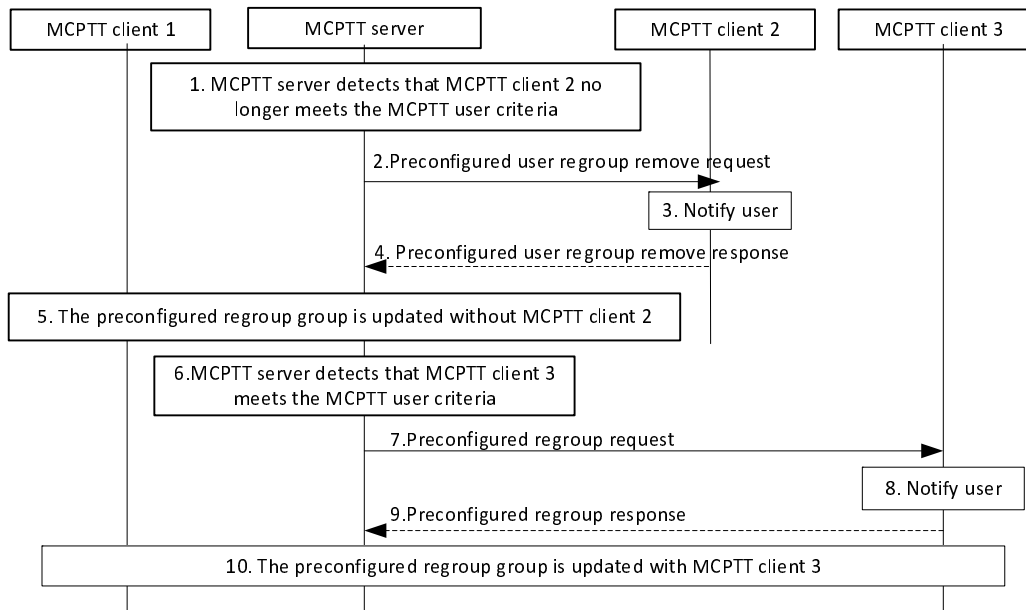 MCPTT client 1
MCPTT server
MCPTT client 2
MCPTT client 3
1. MCPTT server detects that MCPTT client 2 no
longer meets the MCPTT user criteria
2.Preconfigured user regroup remove request
3. Notify user
4. Preconfigured user regroup remove response
5. The preconfigured regroup group is updated without MCPTT client 2
6.MCPTT server detects that MCPTT client 3
meets the MCPTT user criteria
7.Preconfigured regroup request
8. Notify user
9.Preconfigured regroup response
10. The preconfigured regroup group is updated with MCPTT client 3